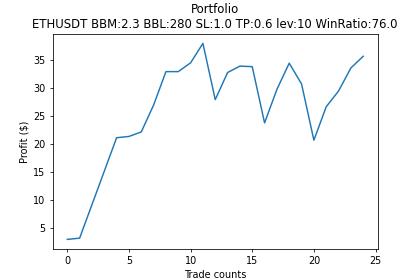 Portfolio
ETHUSDT BBM:2.3 BBL:280 SL:1.0 TP:0.6 lev:10 WinRatio:76.0
Profit ($)
35
30
25
20
15
10
5
0 5 10 15 20 25
Trade counts